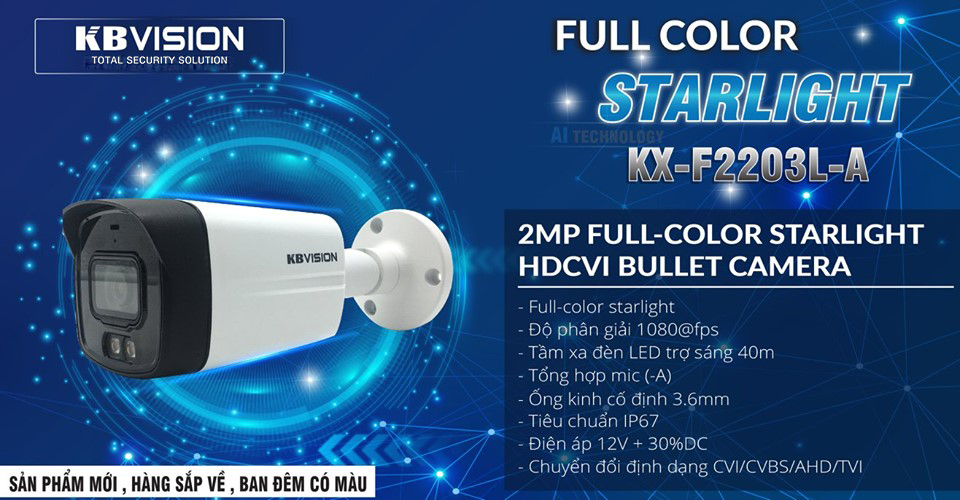 KBVISION
TOTAL SECURITY SOLUTION
FULL COLOR
STARLIGHT
AI TECHNOLOGY
KX-F2203L-A
KBVISION
2MP FULL-COLOR STARLIGHT
HDCVI BULLET CAMERA
- Full-color starlight
- Độ phân giải 1080@fps
- Tầm xa đèn LED trợ sáng 40m
- Tổng hợp mic (-A)
- Ống kinh cố định 3.6mm
- Tiêu chuẩn IP67
- Điện áp 12V + 30%DC
- Chuyển đổi định dạng CVI/CVBS/AHD/TVI
SẢN PHẨM MỚI , HÀNG SẮP VỀ , BAN ĐÊM CÓ MÀU